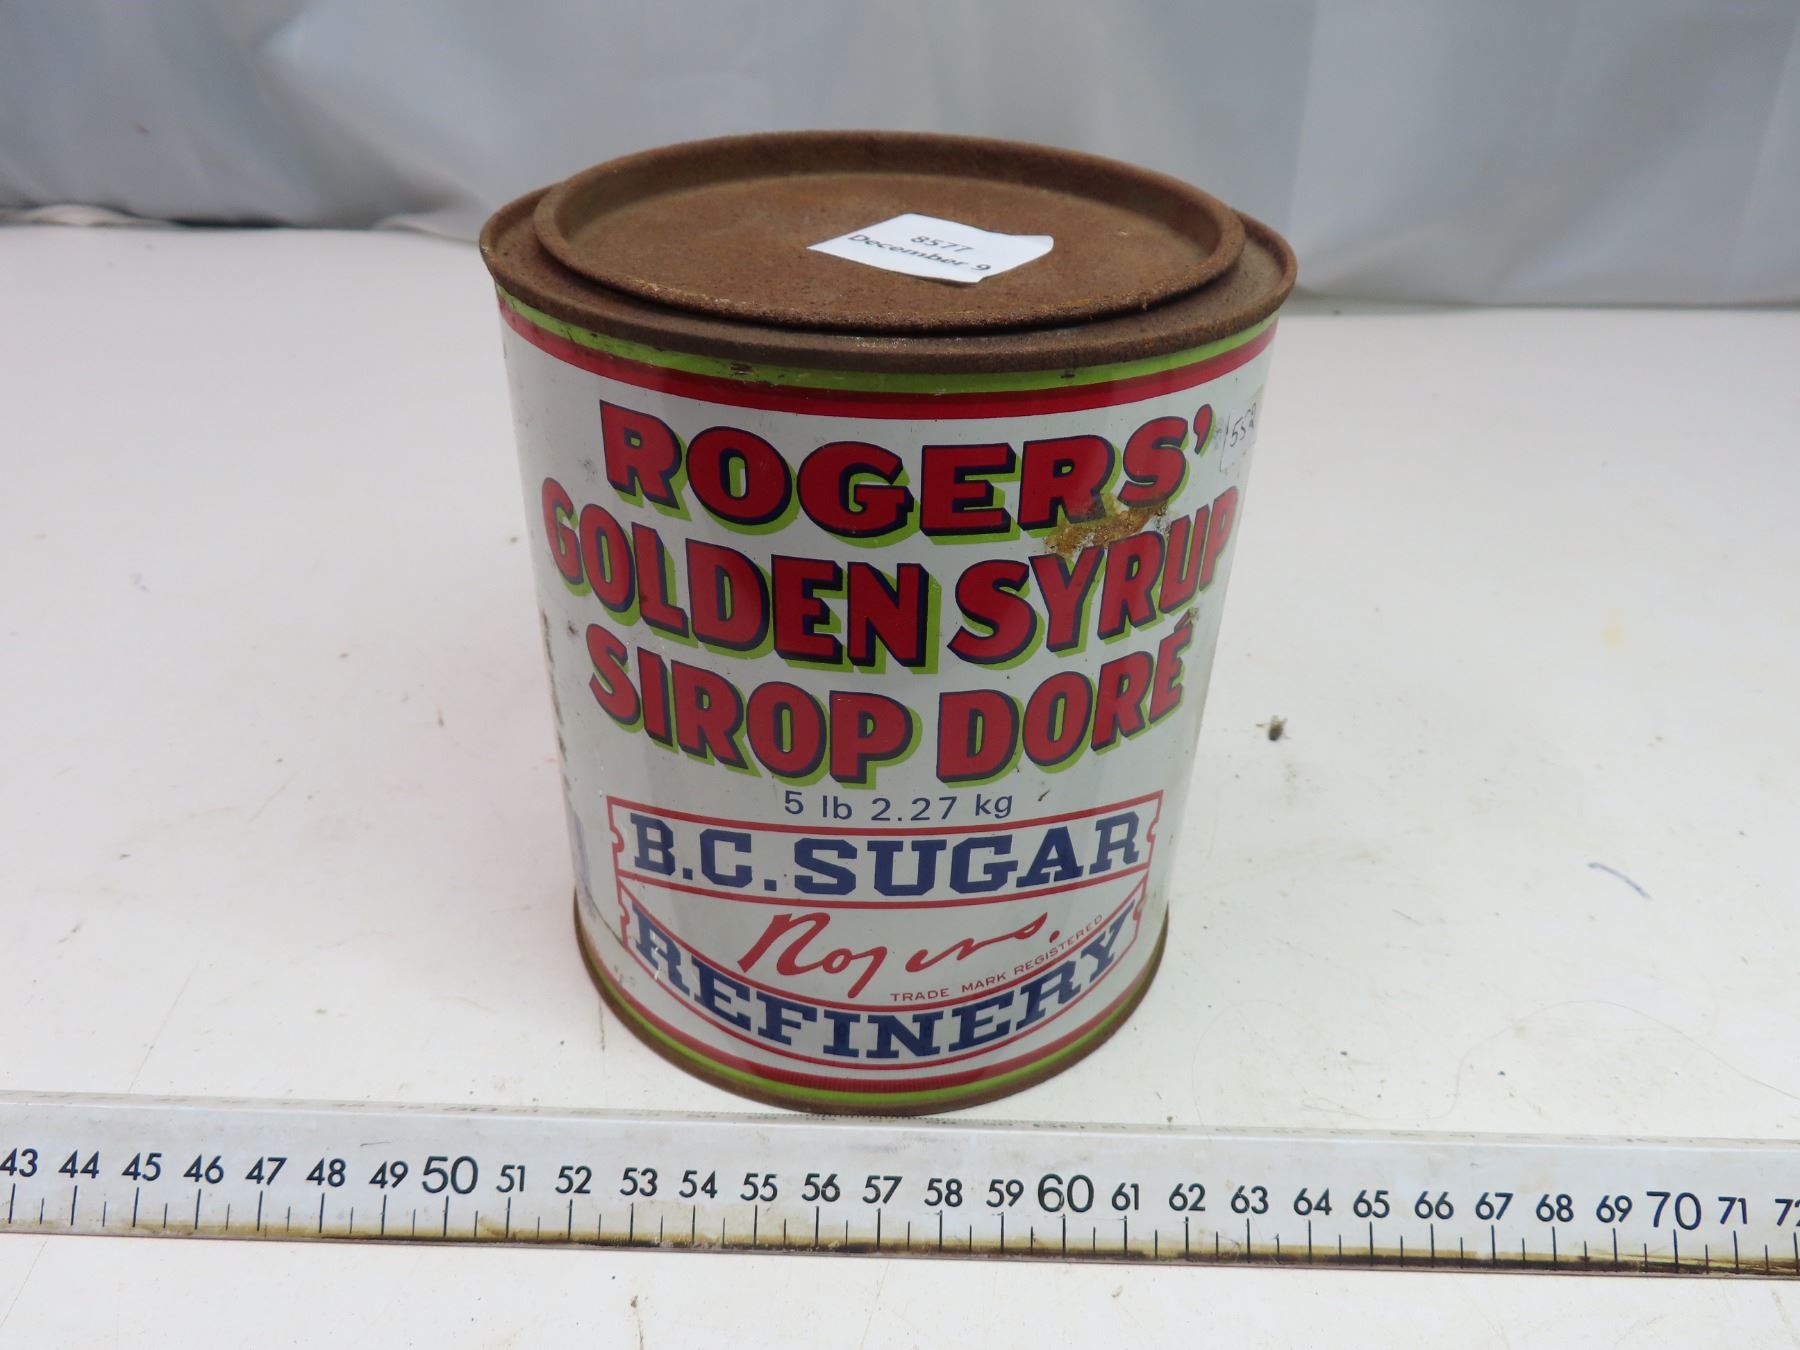 8577
December 9
ROGERS'
GOLDEN SYRUP
SIROP DORÉ
5 lb 2.27 kg
B.C. SUGAR
Rogers.
TRADE MARK REGISTERED
REFINERY
43 44 45 46 47 48 49 50 51 52 53 54 55 56 57 58 59 60 61 62 63 64 65 66 67 68 69 70 71 72